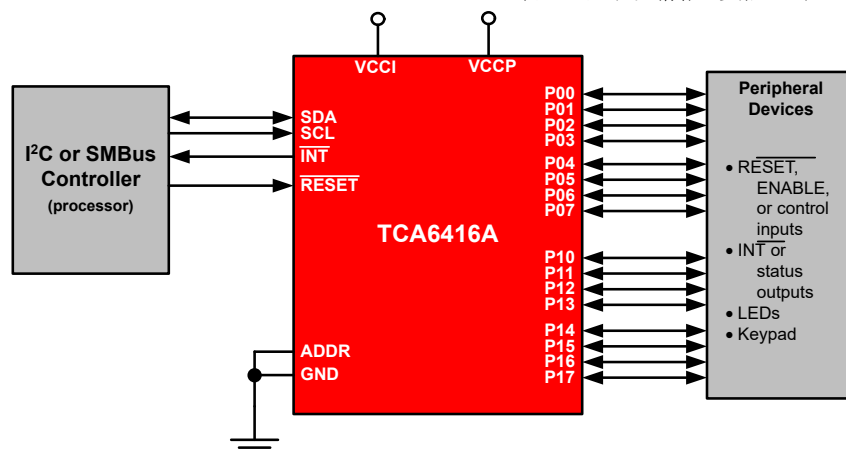 VCCI
VCCP
I²C or SMBus
Controller
(processor)
SDA
SCL
INT
RESET
TCA6416A
ADDR
GND
P00
P01
P02
P03
P04
P05
P06
P07
P10
P11
P12
P13
P14
P15
P16
P17
Peripheral
Devices
• RESET,
ENABLE,
or control
inputs
• INT or
status
outputs
• LEDs
• Keypad